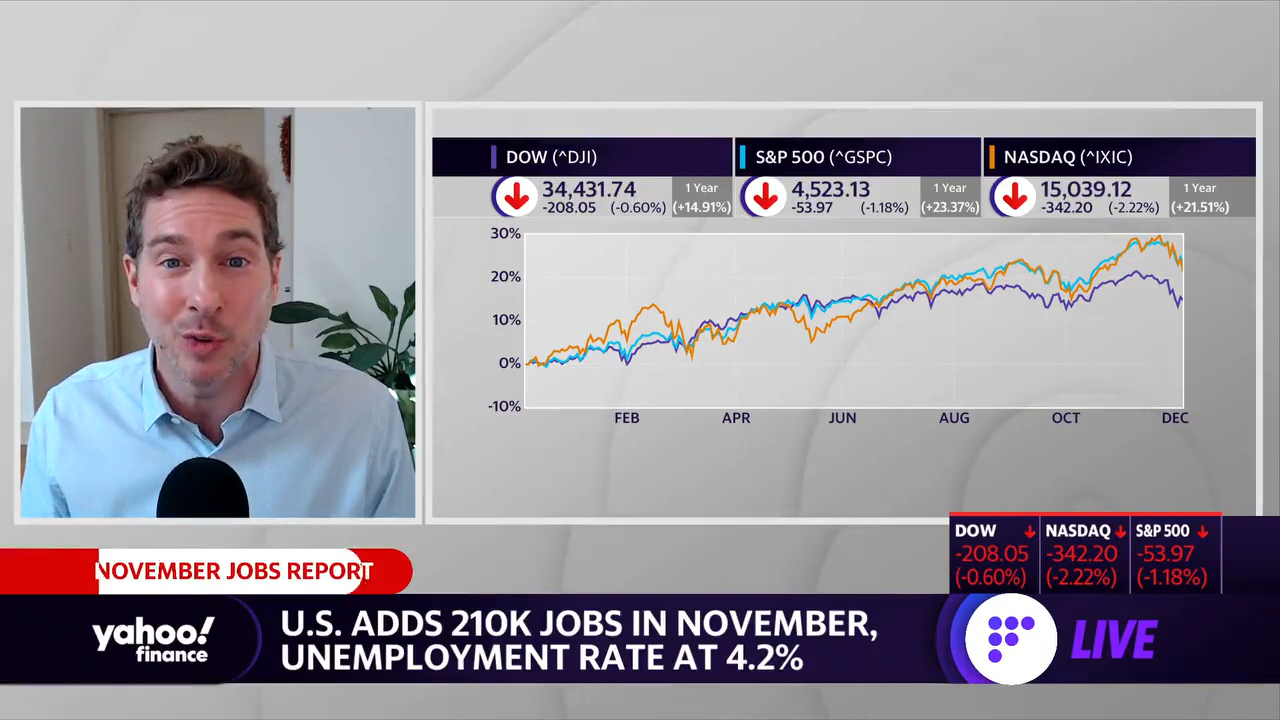 DOW (^DJI)
34,431.74
-208.05 (-0.60%)
1 Year
(+14.91%)
S&P 500 (^GSPC)
4,523.13
-53.97 (-1.18%)
1 Year
(+23.37%)
NASDAQ (^IXIC)
15,039.12
-342.20 (-2.22%)
1 Year
(+21.51%)
30%
20%
10%
0%
-10%
FEB APR JUN AUG OCT DEC
DOW
-208.05
(-0.60%)
NASDAQ
-342.20
(-2.22%)
S&P 500
-53.97
(-1.18%)
NOVEMBER JOBS REPORT
yahoo!
finance
U.S. ADDS 210K JOBS IN NOVEMBER,
UNEMPLOYMENT RATE AT 4.2%
LIVE